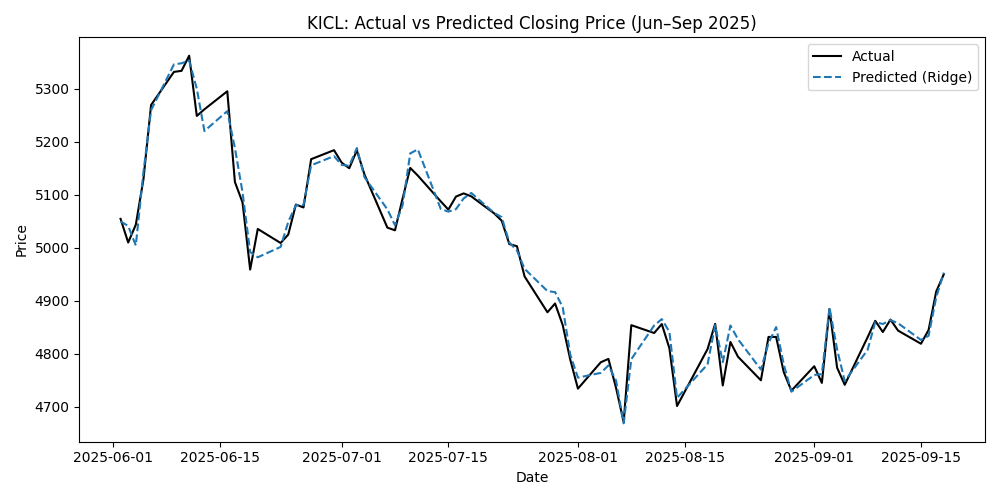 KICL: Actual vs Predicted Closing Price (Jun–Sep 2025)
Actual
Predicted (Ridge)
Price
5300
5200
5100
5000
4900
4800
4700
2025-06-01 2025-06-15 2025-07-01 2025-07-15 2025-08-01 2025-08-15 2025-09-01 2025-09-15
Date